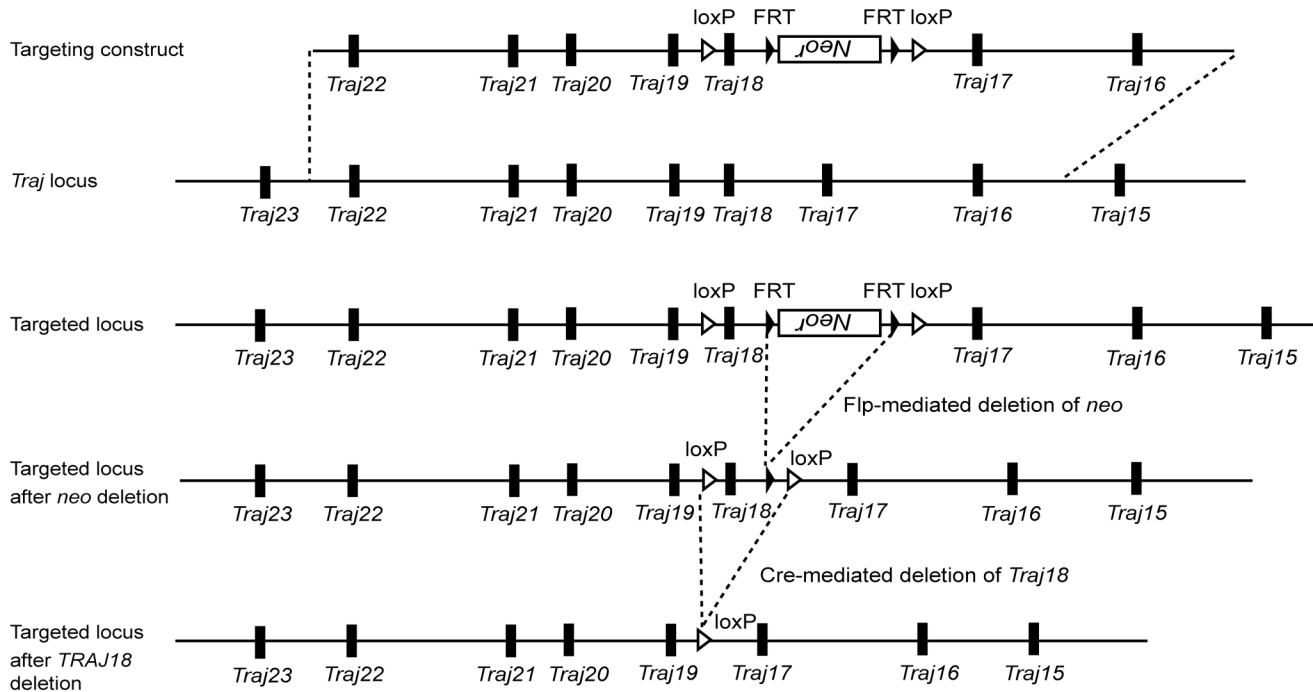 loxP FRT FRT loxP
Targeting construct
Neoʳ
Traj22 Traj21 Traj20 Traj19 Traj18 Traj17 Traj16
Traj locus
Traj23 Traj22 Traj21 Traj20 Traj19 Traj18 Traj17 Traj16 Traj15
loxP FRT FRT loxP
Targeted locus
Neoʳ
Traj23 Traj22 Traj21 Traj20 Traj19 Traj18 Traj17 Traj16 Traj15
Flp-mediated deletion of neo
loxP loxP
Targeted locus
after neo deletion
Traj23 Traj22 Traj21 Traj20 Traj19 Traj18 Traj17 Traj16 Traj15
Cre-mediated deletion of Traj18
Targeted locus
after TRAJ18
deletion
loxP
Traj23 Traj22 Traj21 Traj20 Traj19 Traj17 Traj16 Traj15